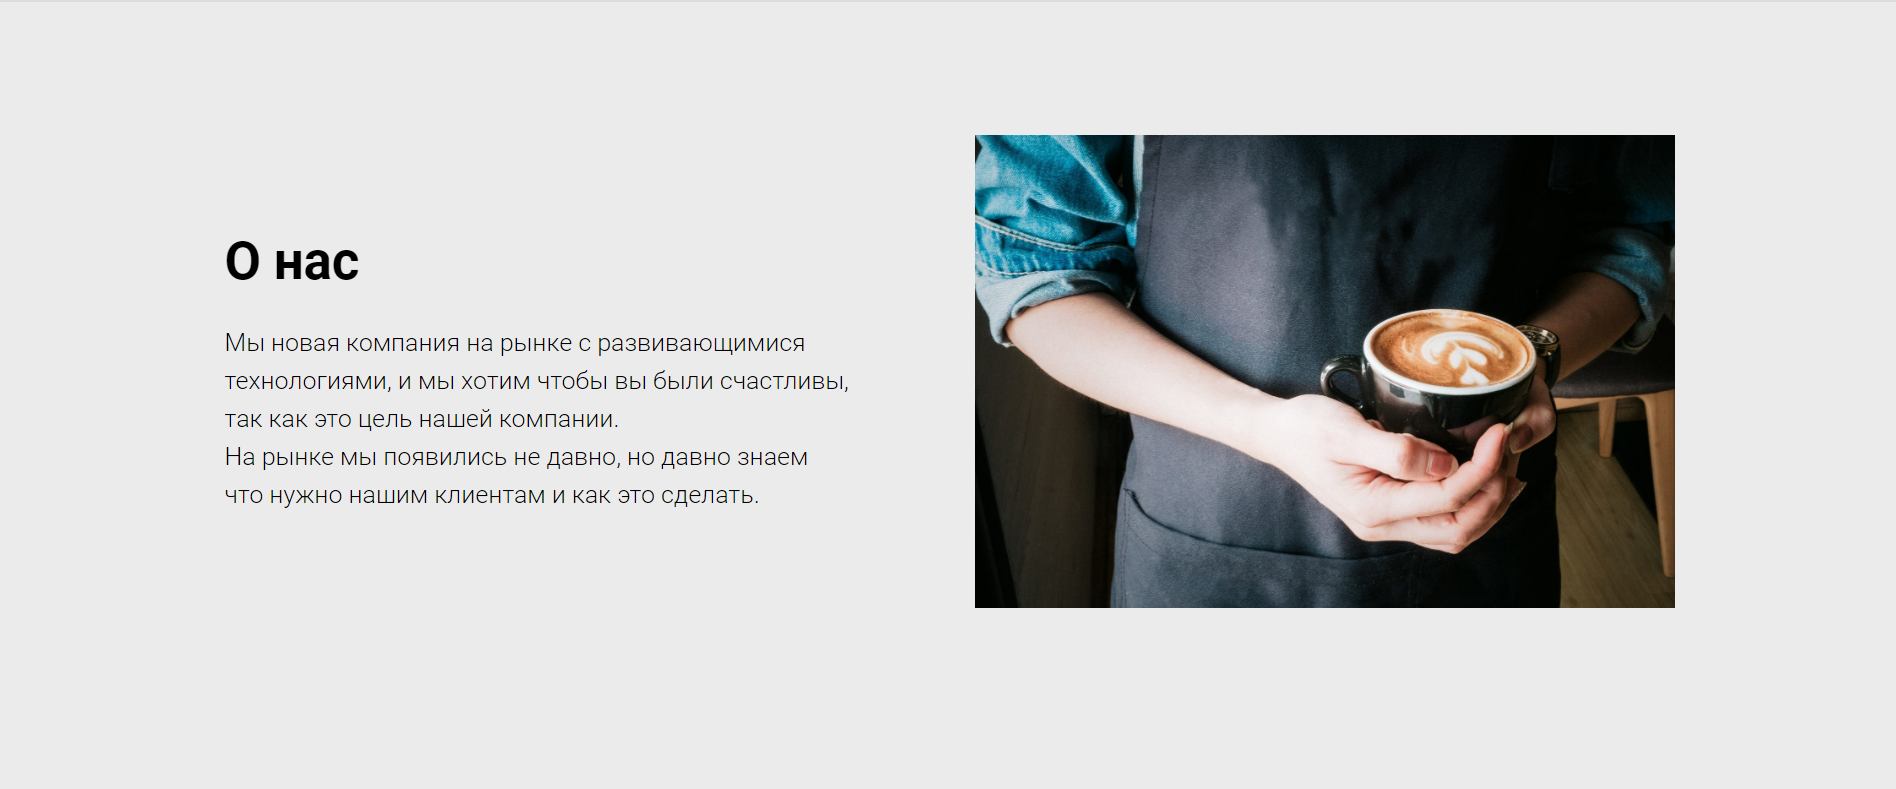 О нас
Мы новая компания на рынке с развивающимися
технологиями, и мы хотим чтобы вы были счастливы,
так как это цель нашей компании.
На рынке мы появились не давно, но давно знаем
что нужно нашим клиентам и как это сделать.